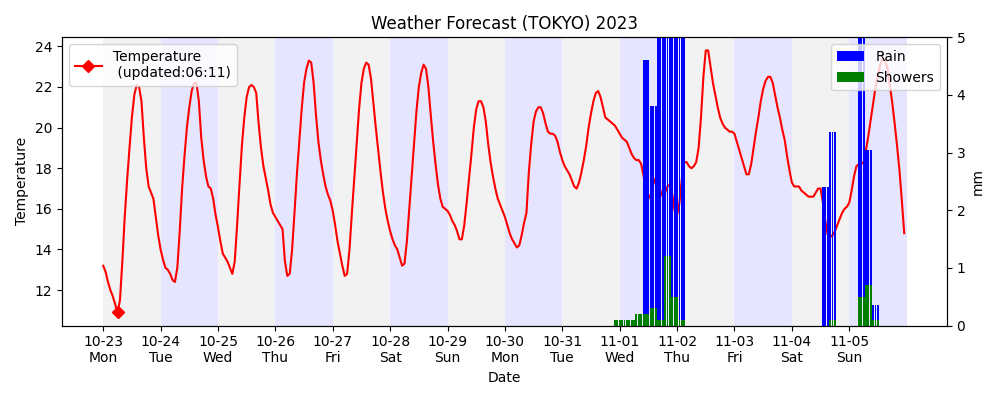 Weather Forecast (TOKYO) 2023
Temperature
(updated:06:11)
Rain
Showers
Temperature
24
22
20
18
16
14
12
5
4
3
2
1
0
mm
10-23 10-24 10-25 10-26 10-27 10-28 10-29 10-30 10-31 11-01 11-02 11-03 11-04 11-05
Mon Tue Wed Thu Fri Sat Sun Mon Tue Wed Thu Fri Sat Sun
Date